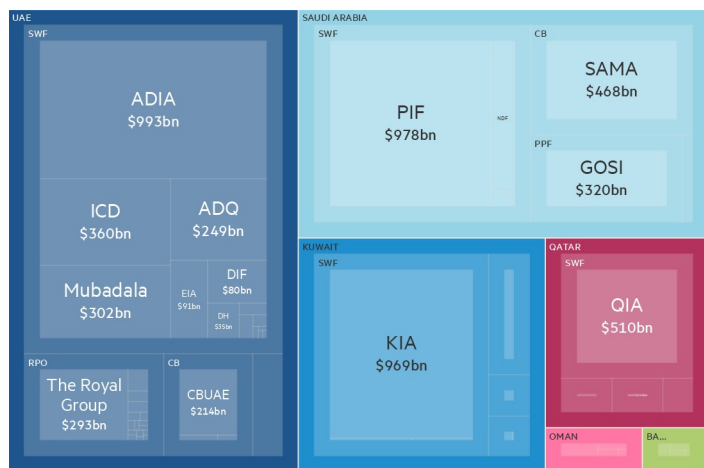 UAE
SWF
ADIA
$993bn
ICD
$360bn
ADQ
$249bn
Mubadala
$302bn
EIA
$91bn
DIF
$80bn
DH
$35bn
RPO
The Royal
Group
$293bn
CB
CBUAE
$214bn
SAUDI ARABIA
SWF
PIF
$978bn
NDF
CB
SAMA
$468bn
PPF
GOSI
$320bn
KUWAIT
SWF
KIA
$969bn
QATAR
SWF
QIA
$510bn
OMAN
BA...